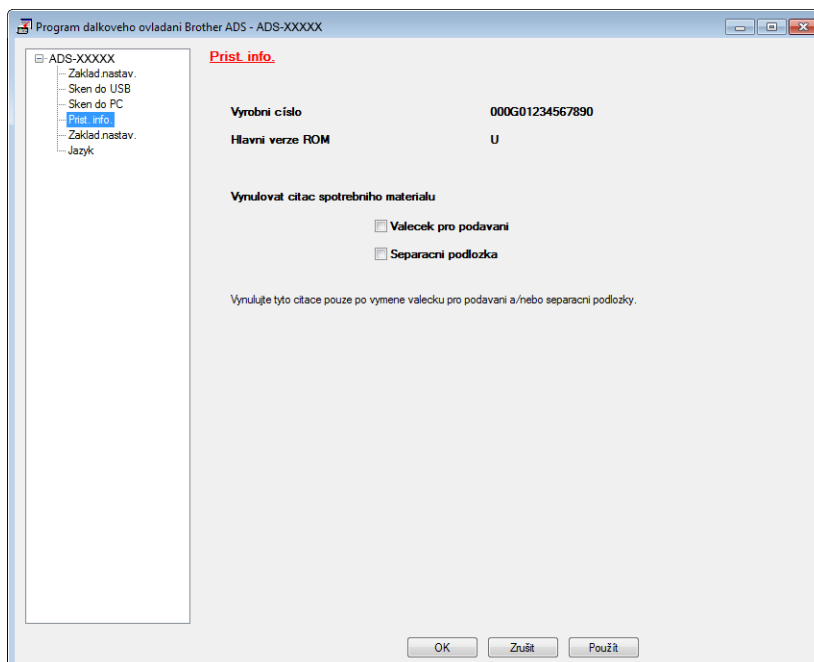 Program dalkoveho ovladani Brother ADS - ADS-XXXXX
ADS-XXXXX
Zaklad.nastav.
Sken do USB
Sken do PC
Prist. info.
Zaklad.nastav.
Jazyk
Prist. info.
Vyrobni císlo 000G01234567890
Hlavni verze ROM U
Vynulovat citac spotrebniho materialu
Valecek pro podavani
Separacni podlozka
Vynulujte tyto citace pouze po vymene valecku pro podavani a/nebo separacni podlozky.
OK Zrušit Použít